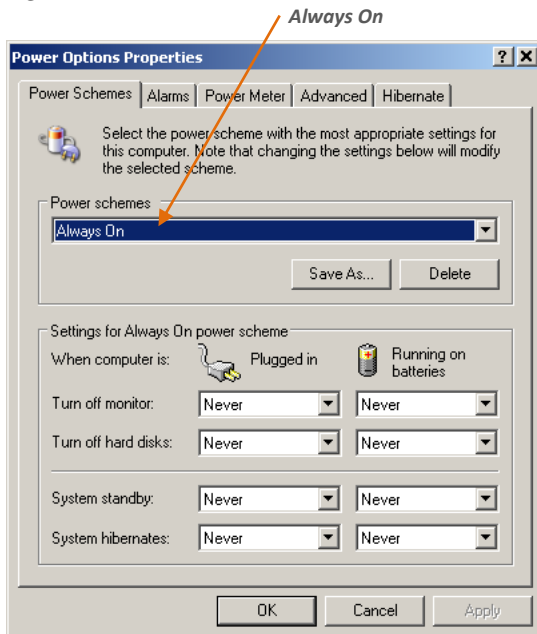 Always On
Power Options Properties
Power Schemes Alarms Power Meter Advanced Hibernate
Select the power scheme with the most appropriate settings for
this computer. Note that changing the settings below will modify
the selected scheme.
Power schemes
Always On
Save As... Delete
Settings for Always On power scheme
When computer is: Plugged in Running on
batteries
Turn off monitor: Never Never
Turn off hard disks: Never Never
System standby: Never Never
System hibernates: Never Never
OK Cancel Apply